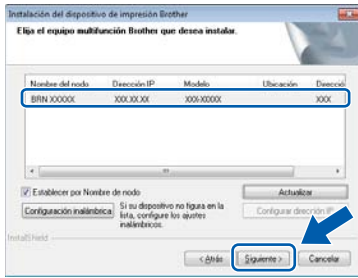 Instalación del dispositivo de impresión Brother
Elija el equipo multifunción Brother que desea instalar.
Nombre del nodo Dirección IP Modelo Ubicación Direcció
BRN XXXXX XXX.XX.XX XXX-XXXXX XXX
Establecer por Nombre de nodo
Actualizar
Configuración inalámbrica
Si su dispositivo no figura en la
lista, configure los ajustes
inalámbricos.
Configurar dirección IP
InstallShield
< Atrás Siguiente > Cancelar